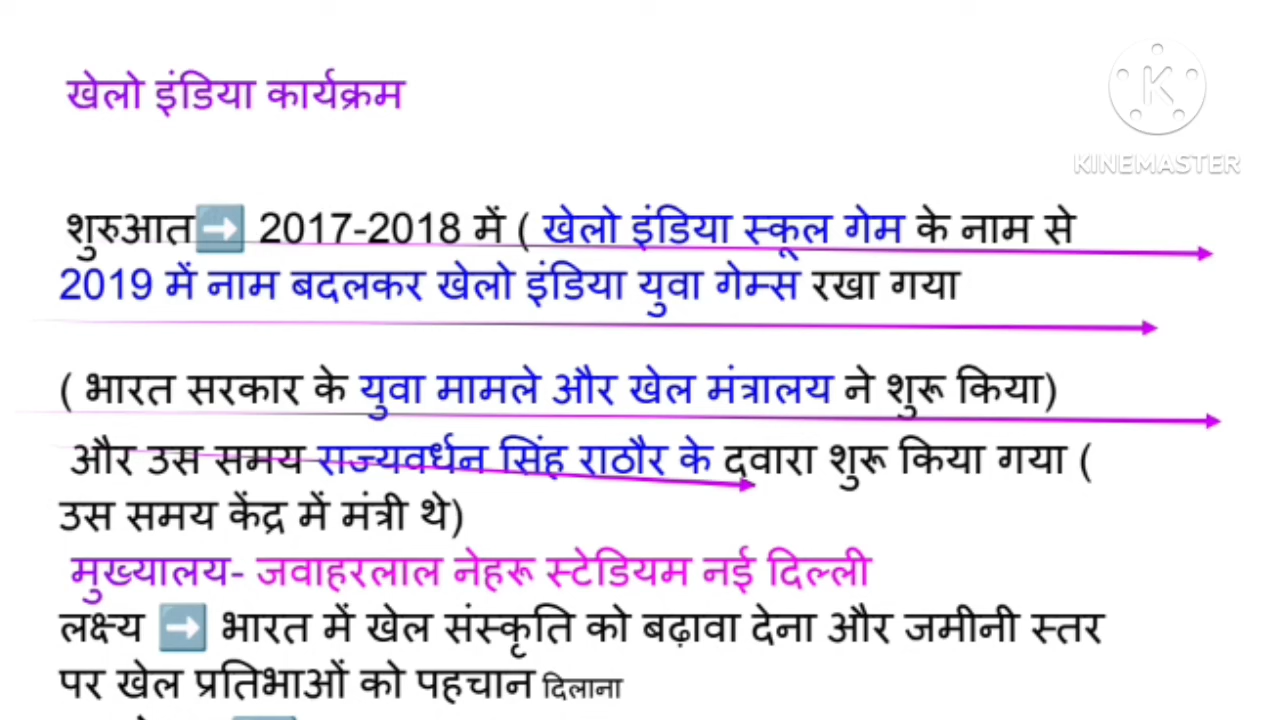 खेलो इंडिया कार्यक्रम
KINEMASTER
शुरुआत➡️ 2017-2018 में ( खेलो इंडिया स्कूल गेम के नाम से
2019 में नाम बदलकर खेलो इंडिया युवा गेम्स रखा गया
( भारत सरकार के युवा मामले और खेल मंत्रालय ने शुरू किया)
और उस समय राज्यवर्धन सिंह राठौर के दवारा शुरू किया गया (
उस समय केंद्र में मंत्री थे)
मुख्यालय- जवाहरलाल नेहरू स्टेडियम नई दिल्ली
लक्ष्य ➡️ भारत में खेल संस्कृति को बढ़ावा देना और जमीनी स्तर
पर खेल प्रतिभाओं को पहचान दिलाना